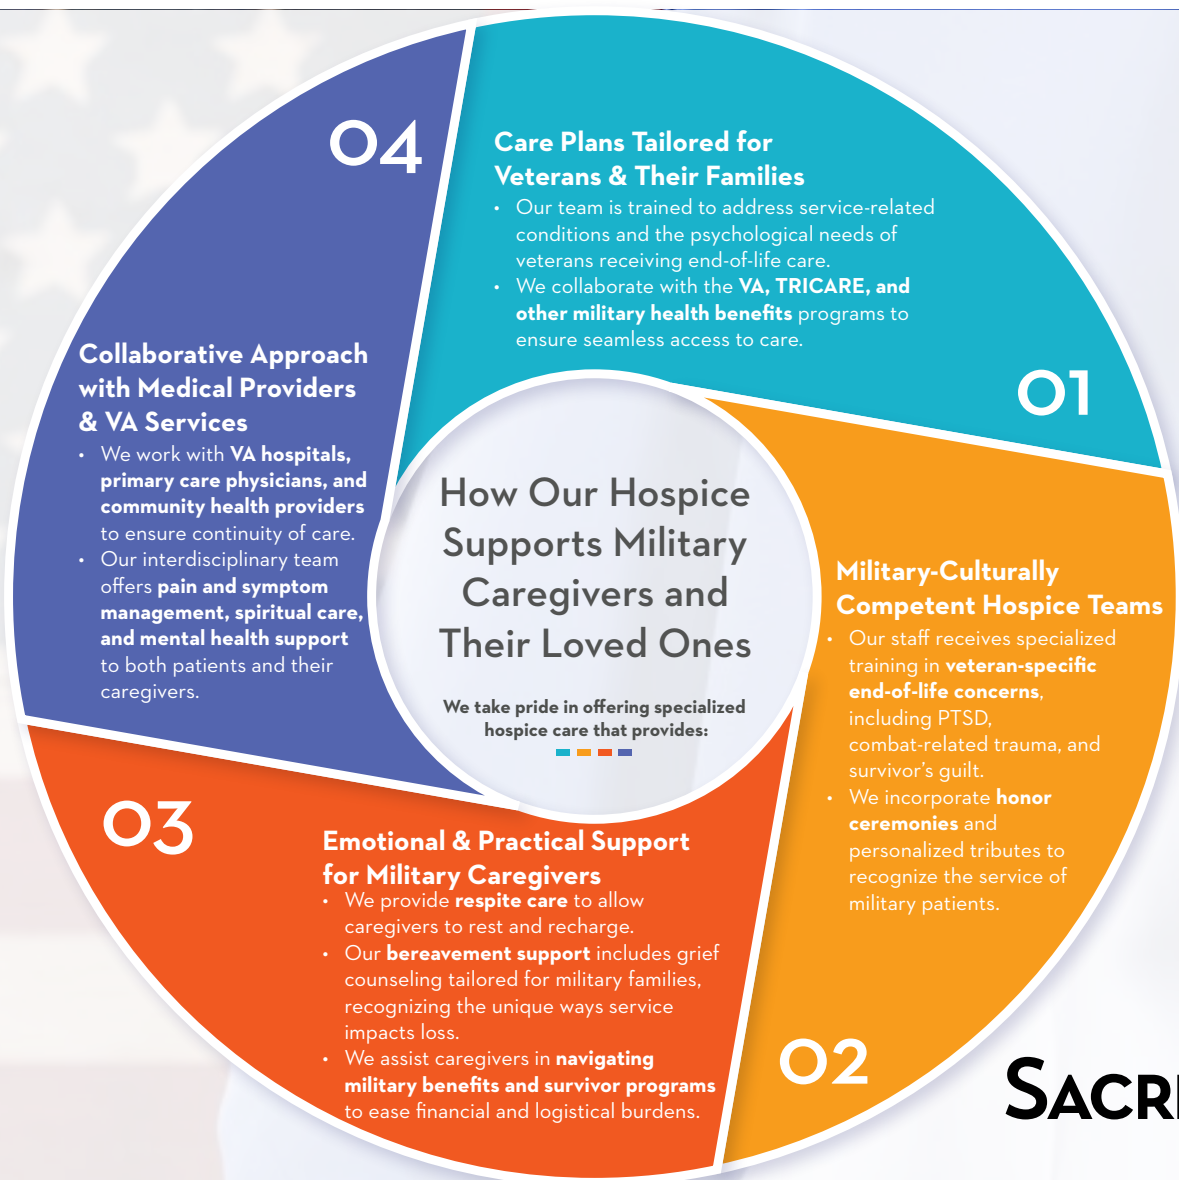 How Our Hospice
Supports Military
Caregivers and
Their Loved Ones
We take pride in offering specialized
hospice care that provides:
01
Care Plans Tailored for
Veterans & Their Families
• Our team is trained to address service-related
conditions and the psychological needs of
veterans receiving end-of-life care.
• We collaborate with the VA, TRICARE, and
other military health benefits programs to
ensure seamless access to care.
02
Military-Culturally
Competent Hospice Teams
• Our staff receives specialized
training in veteran-specific
end-of-life concerns,
including PTSD,
combat-related trauma, and
survivor's guilt.
• We incorporate honor
ceremonies and
personalized tributes to
recognize the service of
military patients.
03
Emotional & Practical Support
for Military Caregivers
• We provide respite care to allow
caregivers to rest and recharge.
• Our bereavement support includes grief
counseling tailored for military families,
recognizing the unique ways service
impacts loss.
• We assist caregivers in navigating
military benefits and survivor programs
to ease financial and logistical burdens.
04
Collaborative Approach
with Medical Providers
& VA Services
• We work with VA hospitals,
primary care physicians, and
community health providers
to ensure continuity of care.
• Our interdisciplinary team
offers pain and symptom
management, spiritual care,
and mental health support
to both patients and their
caregivers.